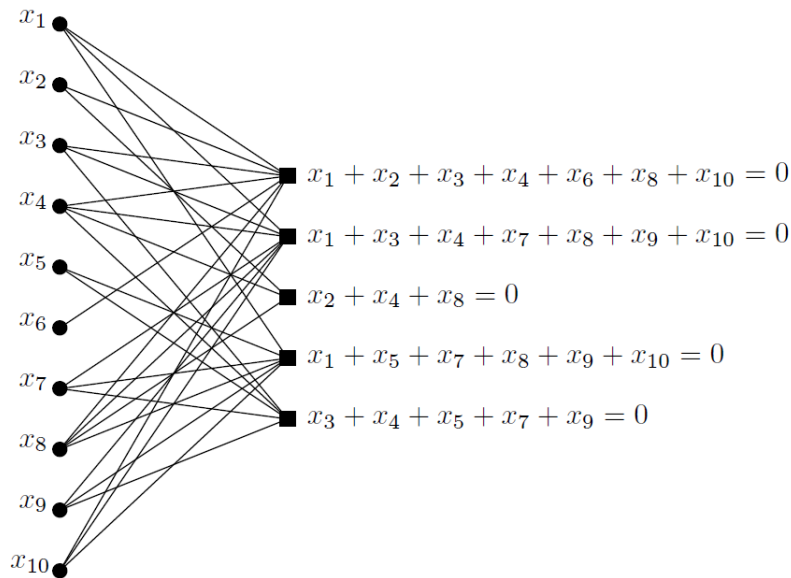 x₁
x₂
x₃
x₄
x₅
x₆
x₇
x₈
x₉
x₁₀
x₁ + x₂ + x₃ + x₄ + x₆ + x₈ + x₁₀ = 0
x₁ + x₃ + x₄ + x₇ + x₈ + x₉ + x₁₀ = 0
x₂ + x₄ + x₈ = 0
x₁ + x₅ + x₇ + x₈ + x₉ + x₁₀ = 0
x₃ + x₄ + x₅ + x₇ + x₉ = 0